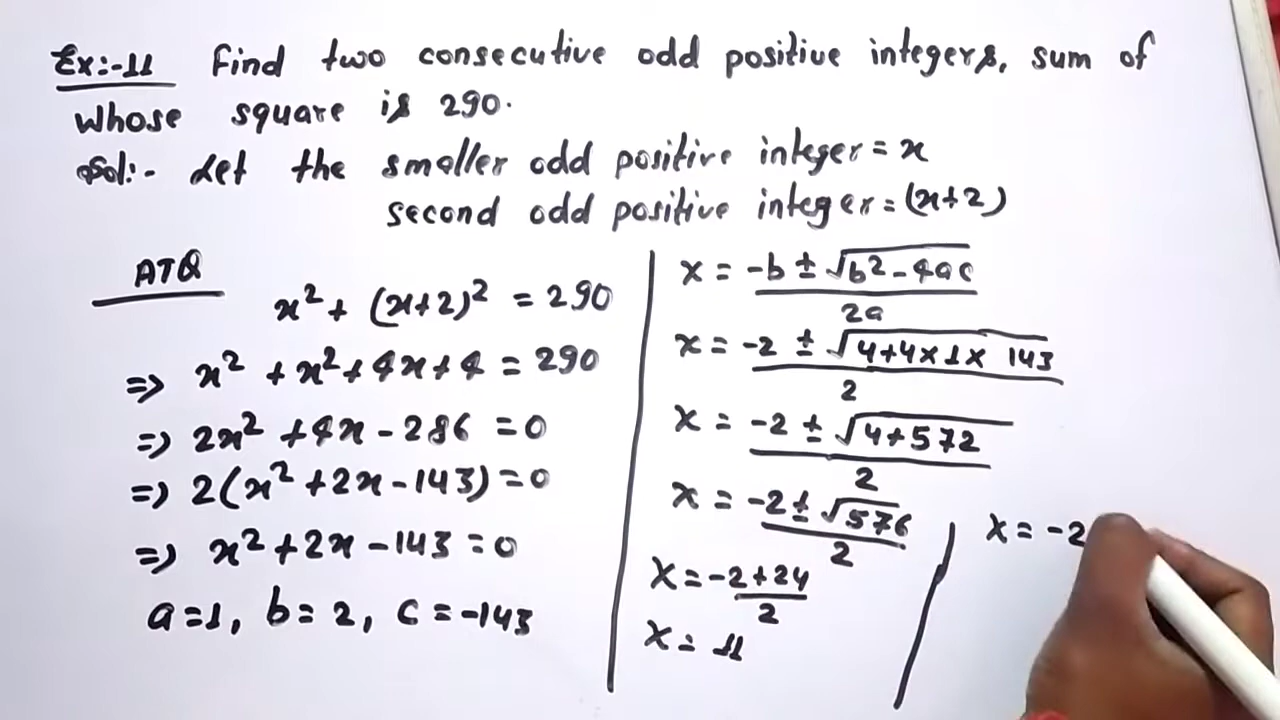 Ex:-11 Find two consecutive odd positive integers, sum of
whose square is 290.
Sol:- Let the smaller odd positive integer = x
second odd positive integer = (x+2)
ATQ
x² + (x+2)² = 290
=> x² + x² + 4x + 4 = 290
=> 2x² + 4x - 286 = 0
=> 2(x² + 2x - 143) = 0
=> x² + 2x - 143 = 0
a = 1, b = 2, c = -143
x = -b ± √b² - 4ac
2a
x = -2 ± √4 + 4 x 1 x 143
2
x = -2 ± √4 + 572
2
x = -2 ± √576
2
x = -2 + 24
2
x = 11
x = -2